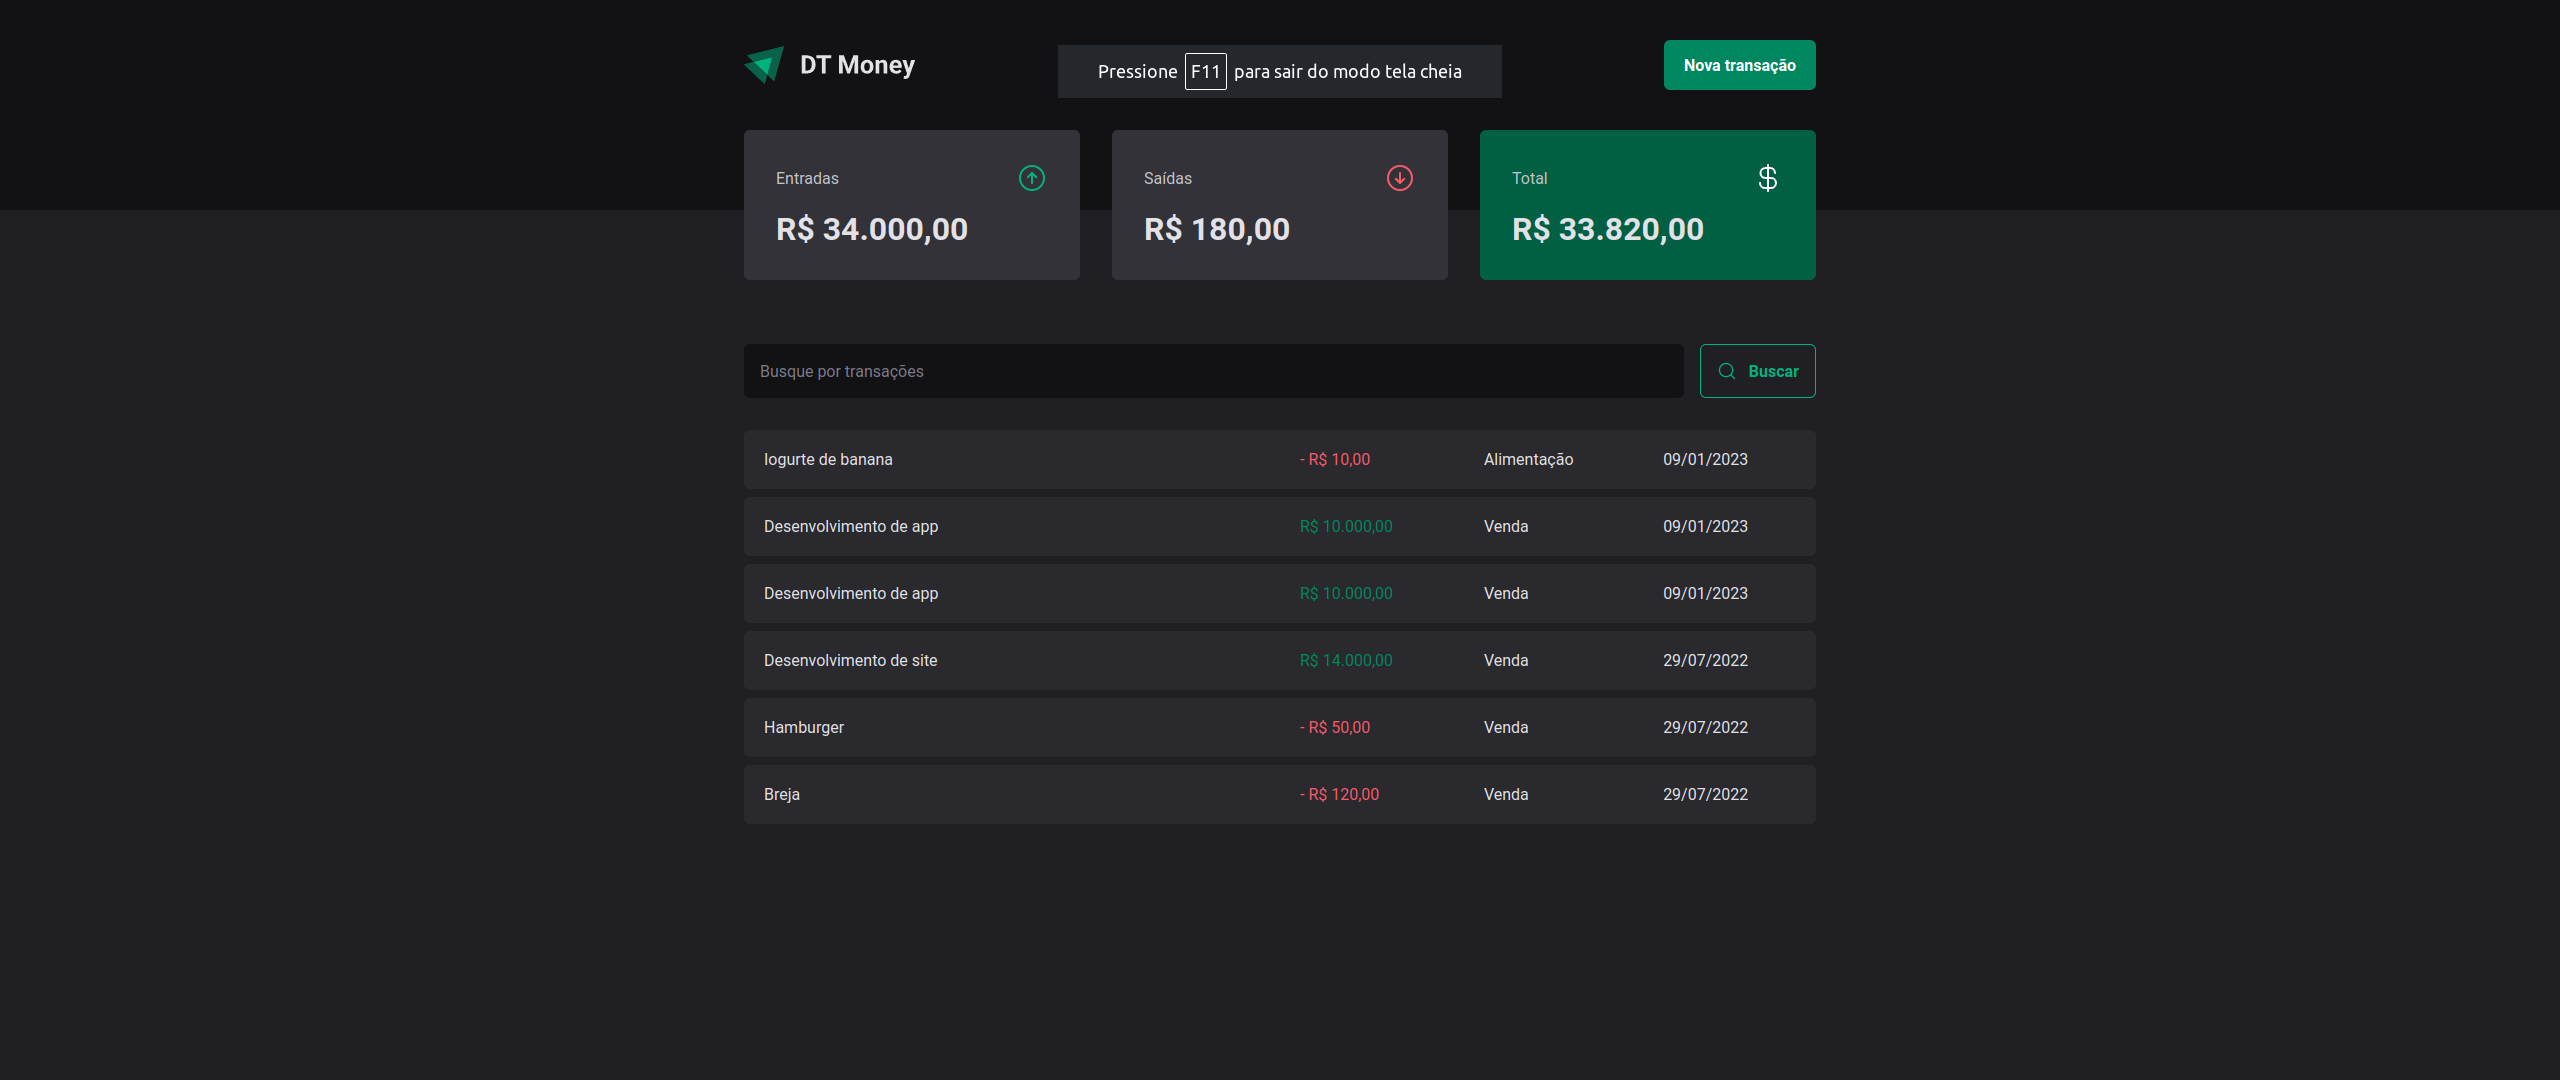 DT Money
Pressione F11 para sair do modo tela cheia
Nova transação
Entradas
R$ 34.000,00
Saídas
R$ 180,00
Total
$
R$ 33.820,00
Busque por transações
Buscar
Iogurte de banana - R$ 10,00 Alimentação 09/01/2023
Desenvolvimento de app R$ 10.000,00 Venda 09/01/2023
Desenvolvimento de app R$ 10.000,00 Venda 09/01/2023
Desenvolvimento de site R$ 14.000,00 Venda 29/07/2022
Hamburger - R$ 50,00 Venda 29/07/2022
Breja - R$ 120,00 Venda 29/07/2022